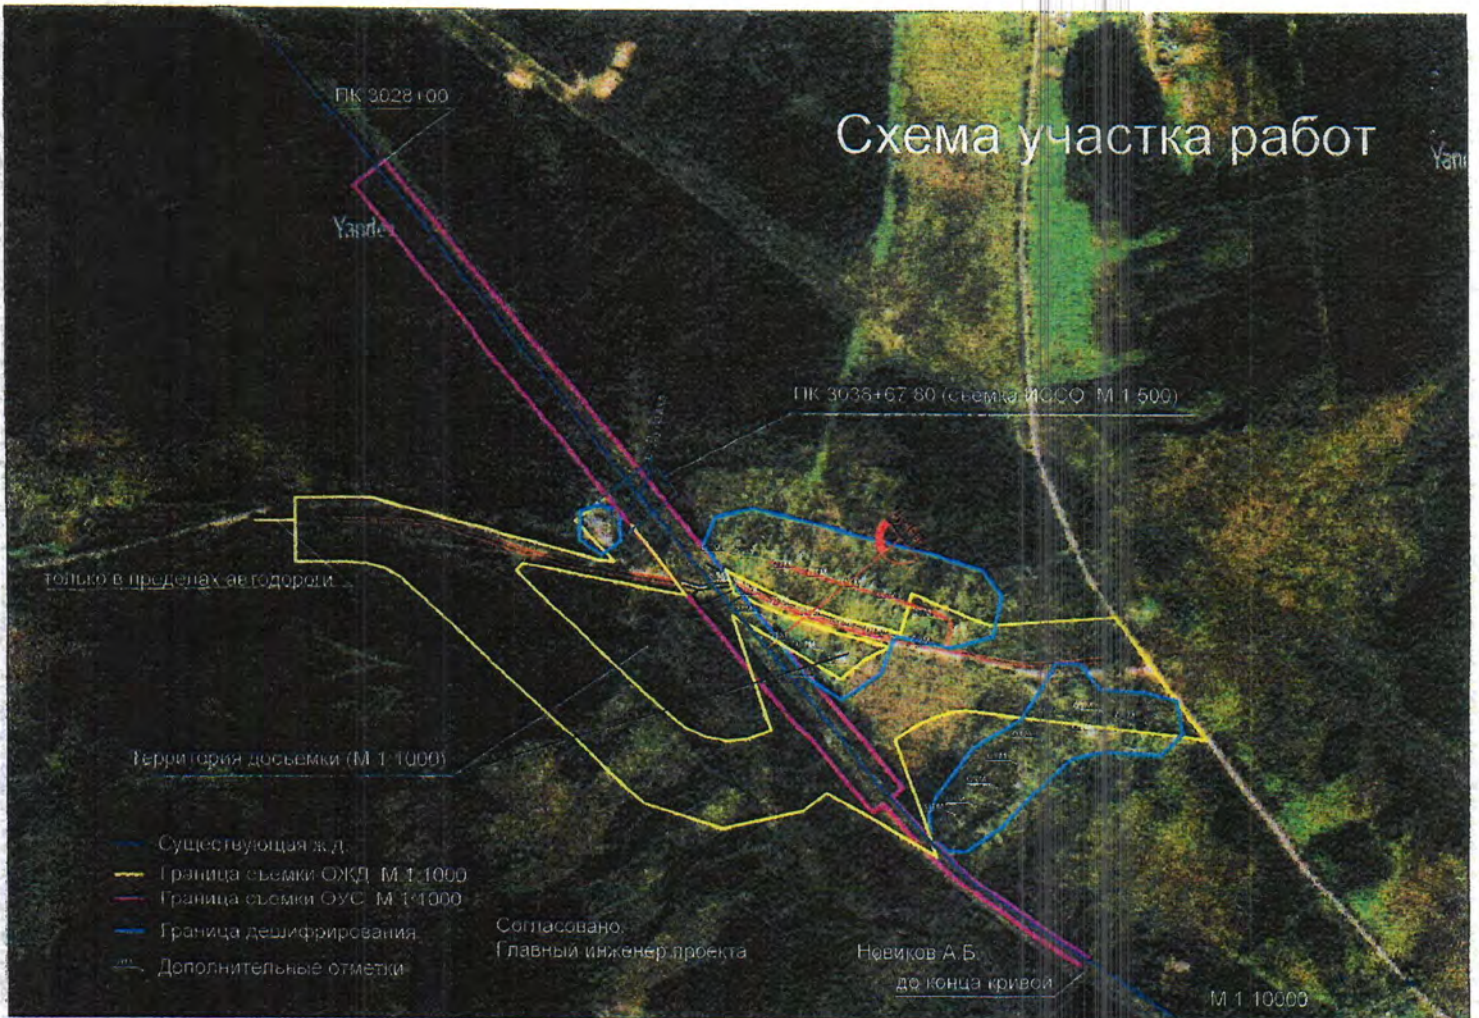 ПК 3028+00
Схема участка работ
Yandex
ПК 3038+67.80 (съемка ИССО М 1:500)
только в пределах автодороги
Территория досъемки (М 1:1000)
Существующая ж.д.
Граница съемки ОЖД М 1:1000
Граница съемки ОУС М 1:1000
Граница дешифрирования
Дополнительные отметки
Согласовано:
Главный инженер проекта
Новиков А.Б.
до конца кривой
М 1:10000